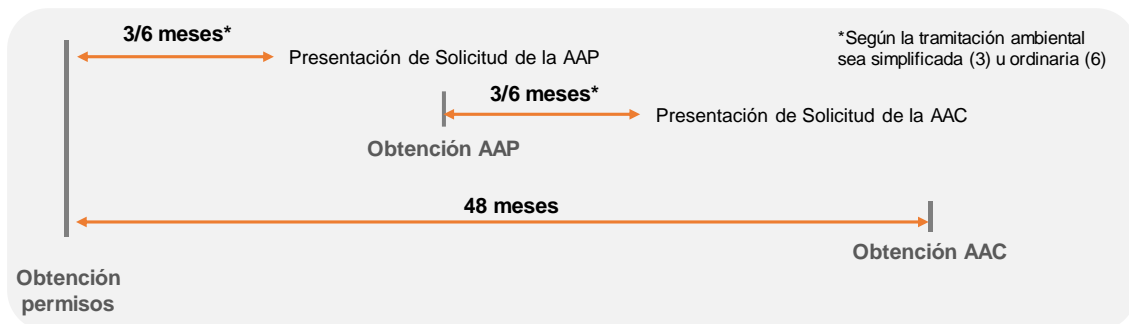 3/6 meses*
Presentación de Solicitud de la AAP
*Según la tramitación ambiental
sea simplificada (3) u ordinaria (6)
3/6 meses*
Presentación de Solicitud de la AAC
Obtención AAP
48 meses
Obtención AAC
Obtención
permisos